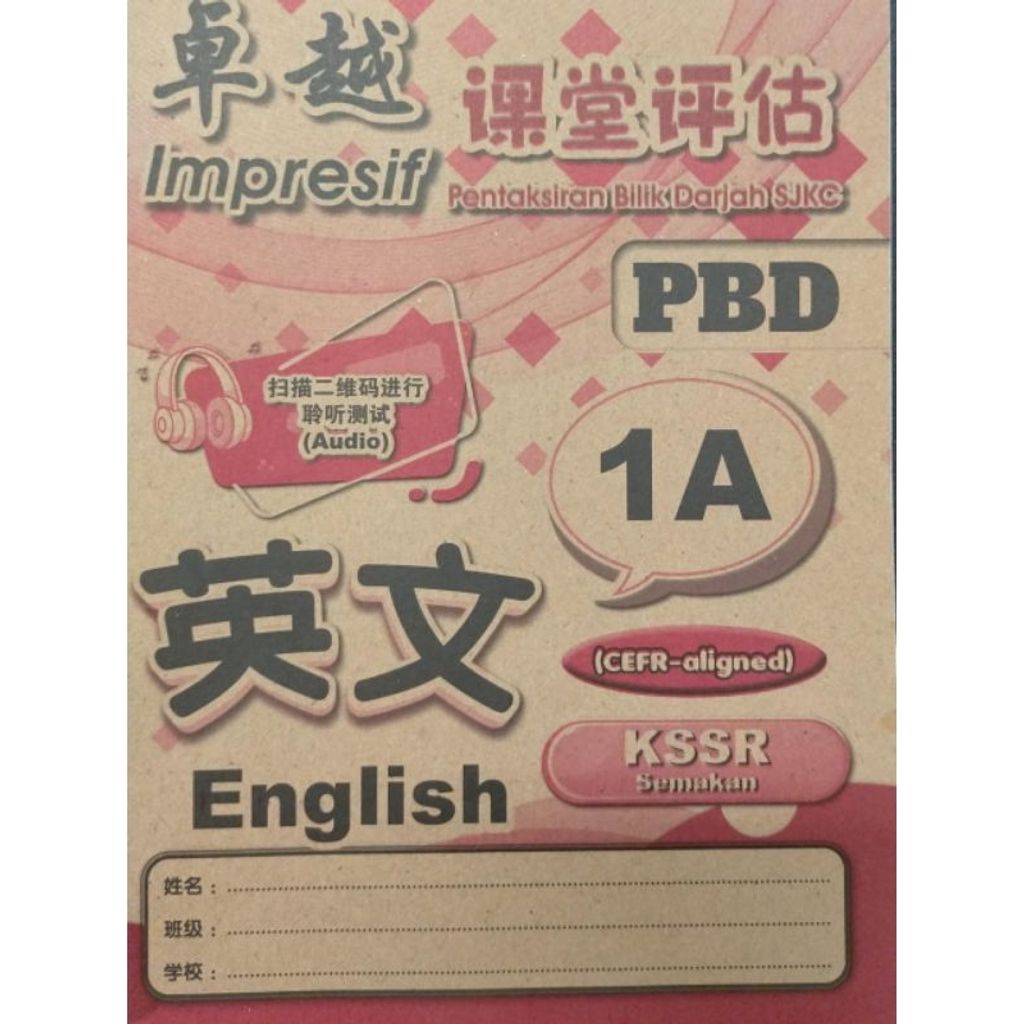 卓越
Impresif
课堂评估
Pentaksiran Bilik Darjah SJKC
PBD
扫描二维码进行
聆听测试
(Audio)
1A
英文
English
(CEFR-aligned)
KSSR
Semakan
姓名：
班级：
学校：